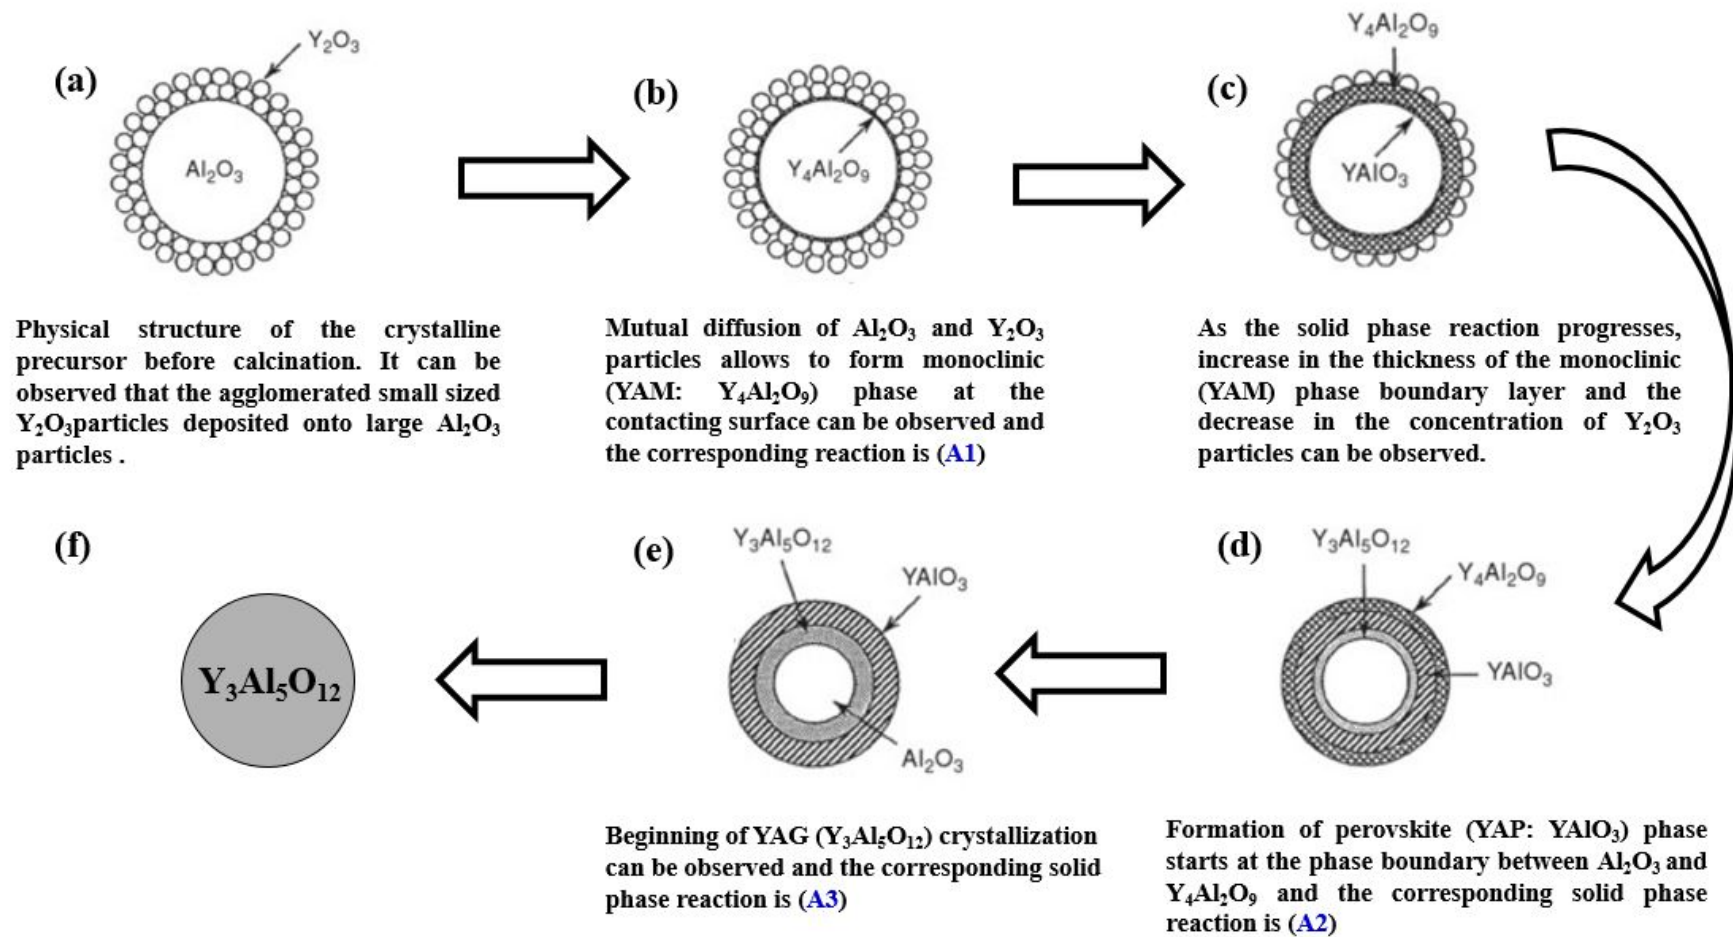 (a)
Y₂O₃
Al₂O₃
(b)
Y₄Al₂O₉
(c)
Y₄Al₂O₉
YAlO₃
Physical structure of the crystalline
precursor before calcination. It can be
observed that the agglomerated small sized
Y₂O₃particles deposited onto large Al₂O₃
particles .
Mutual diffusion of Al₂O₃ and Y₂O₃
particles allows to form monoclinic
(YAM: Y₄Al₂O₉) phase at the
contacting surface can be observed and
the corresponding reaction is (A1)
As the solid phase reaction progresses,
increase in the thickness of the monoclinic
(YAM) phase boundary layer and the
decrease in the concentration of Y₂O₃
particles can be observed.
(f)
Y₃Al₅O₁₂
(e)
Y₃Al₅O₁₂
YAlO₃
Al₂O₃
(d)
Y₃Al₅O₁₂
Y₄Al₂O₉
YAlO₃
Beginning of YAG (Y₃Al₅O₁₂) crystallization
can be observed and the corresponding solid
phase reaction is (A3)
Formation of perovskite (YAP: YAlO₃) phase
starts at the phase boundary between Al₂O₃ and
Y₄Al₂O₉ and the corresponding solid phase
reaction is (A2)